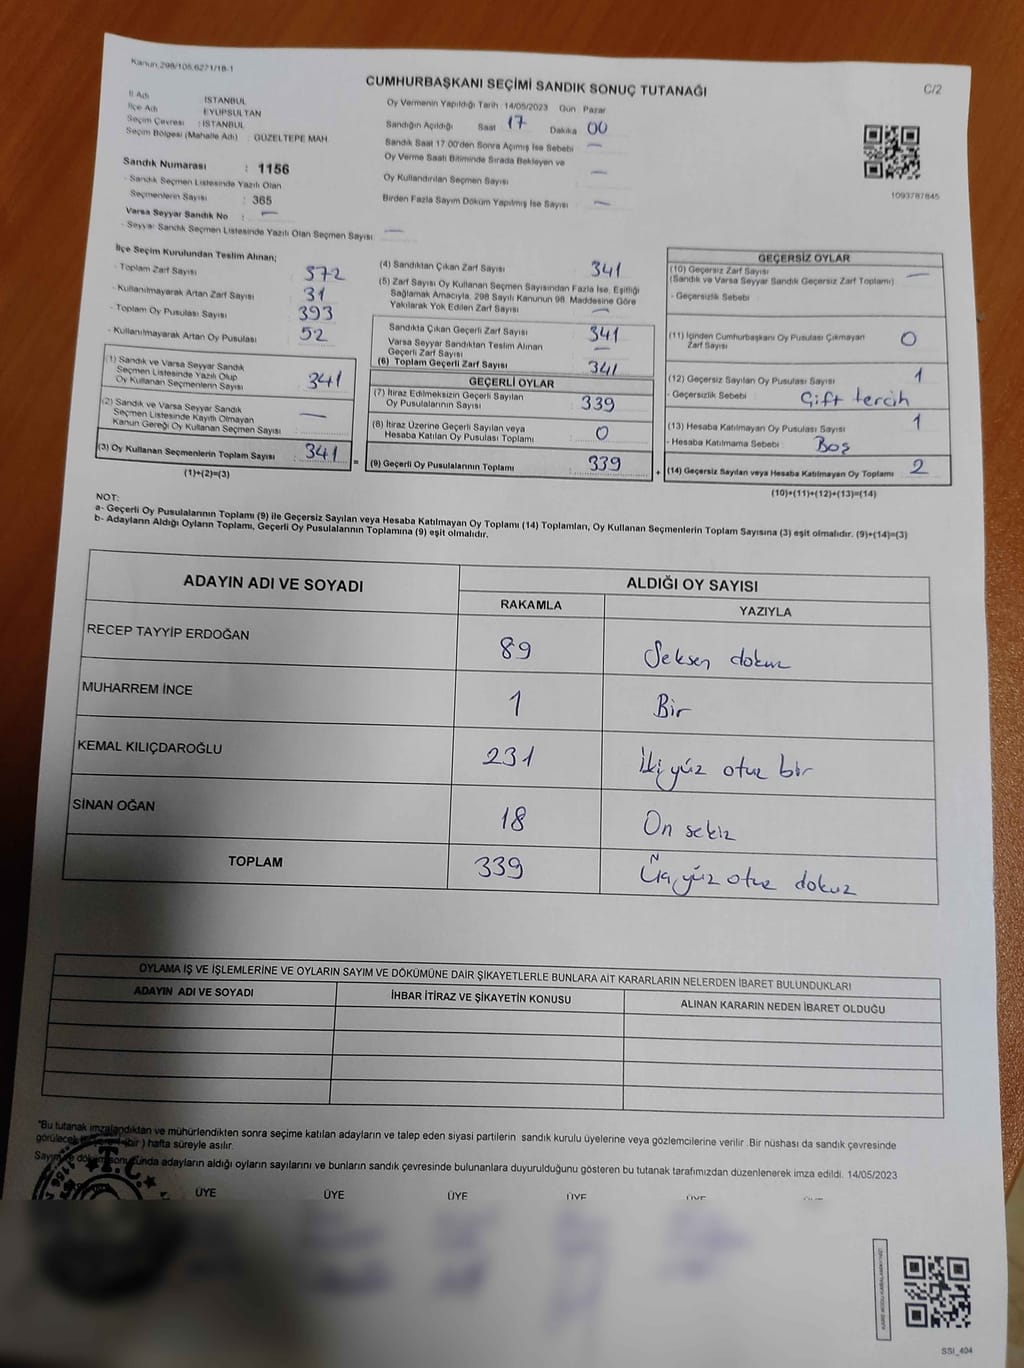 Kanun,298/105,6271/18-1
CUMHURBAŞKANI SEÇİMİ SANDIK SONUÇ TUTANAĞI
C/2
İl Adı : İSTANBUL
İlçe Adı EYÜPSULTAN
Seçim Çevresi : İSTANBUL
Seçim Bölgesi (Mahalle Adı) : GÜZELTEPE MAH
Sandık Numarası : 1156
- Sandık Seçmen Listesinde Yazılı Olan
Seçmenlerin Sayısı : 365
Varsa Seyyar Sandık No : —
- Seyyar Sandık Seçmen Listesinde Yazılı Olan Seçmen Sayısı —
Oy Vermenin Yapıldığı Tarih : 14/05/2023 Gün : Pazar
Sandığın Açıldığı Saat 17 Dakika 00
Sandık Saat 17:00'den Sonra Açımış İse Sebebi —
Oy Verme Saati Bitiminde Sırada Bekleyen ve
Oy Kullandırılan Seçmen Sayısı —
Birden Fazla Sayım Döküm Yapılmış İse Sayısı —
1093787845
İlçe Seçim Kurulundan Teslim Alınan;
- Toplam Zarf Sayısı 372
- Kullanılmayarak Artan Zarf Sayısı 31
- Toplam Oy Pusulası Sayısı 393
- Kullanılmayarak Artan Oy Pusulası 52
(1) Sandık ve Varsa Seyyar Sandık
Seçmen Listesinde Yazılı Olup
Oy Kullanan Seçmenlerin Sayısı 341
(2) Sandık ve Varsa Seyyar Sandık
Seçmen Listesinde Kayıtlı Olmayan
Kanun Gereği Oy Kullanan Seçmen Sayısı : —
(3) Oy Kullanan Seçmenlerin Toplam Sayısı 341
(1)+(2)=(3)
(4) Sandıktan Çıkan Zarf Sayısı 341
(5) Zarf Sayısı Oy Kullanan Seçmen Sayısından Fazla İse, Eşitliği
Sağlamak Amacıyla, 298 Sayılı Kanunun 98. Maddesine Göre
Yakılarak Yok Edilen Zarf Sayısı —
Sandıkta Çıkan Geçerli Zarf Sayısı 341
Varsa Seyyar Sandıktan Teslim Alınan
Geçerli Zarf Sayısı —
(6) Toplam Geçerli Zarf Sayısı 341
GEÇERLİ OYLAR
(7) İtiraz Edilmeksizin Geçerli Sayılan
Oy Pusulalarının Sayısı 339
(8) İtiraz Üzerine Geçerli Sayılan veya
Hesaba Katılan Oy Pusulası Toplamı 0
= (9) Geçerli Oy Pusulalarının Toplamı 339
GEÇERSİZ OYLAR
(10) Geçersiz Zarf Sayısı —
(Sandık ve Varsa Seyyar Sandık Geçersiz Zarf Toplamı)
- Geçersizlik Sebebi
(11) İçinden Cumhurbaşkanı Oy Pusulası Çıkmayan
Zarf Sayısı 0
(12) Geçersiz Sayılan Oy Pusulası Sayısı 1
- Geçersizlik Sebebi : Çift tercih
(13) Hesaba Katılmayan Oy Pusulası Sayısı 1
- Hesaba Katılmama Sebebi Boş
+ (14) Geçersiz Sayılan veya Hesaba Katılmayan Oy Toplamı 2
(10)+(11)+(12)+(13)=(14)
NOT:
a- Geçerli Oy Pusulalarının Toplamı (9) ile Geçersiz Sayılan veya Hesaba Katılmayan Oy Toplamı (14) Toplamları, Oy Kullanan Seçmenlerin Toplam Sayısına (3) eşit olmalıdır. (9)+(14)=(3)
b- Adayların Aldığı Oyların Toplamı, Geçerli Oy Pusulalarının Toplamına (9) eşit olmalıdır.
ADAYIN ADI VE SOYADI ALDIĞI OY SAYISI
RAKAMLA YAZIYLA
RECEP TAYYİP ERDOĞAN 89 Seksen dokuz
MUHARREM İNCE 1 Bir
KEMAL KILIÇDAROĞLU 231 İki yüz otuz bir
SİNAN OĞAN 18 On sekiz
TOPLAM 339 Üç yüz otuz dokuz
OYLAMA İŞ VE İŞLEMLERİNE VE OYLARIN SAYIM VE DÖKÜMÜNE DAİR ŞİKAYETLERLE BUNLARA AİT KARARLARIN NELERDEN İBARET BULUNDUKLARI
ADAYIN ADI VE SOYADI İHBAR İTİRAZ VE ŞİKAYETİN KONUSU ALINAN KARARIN NEDEN İBARET OLDUĞU
"Bu tutanak imzalandıktan ve mühürlendikten sonra seçime katılan adayların ve talep eden siyasi partilerin sandık kurulu üyelerine veya gözlemcilerine verilir .Bir nüshası da sandık çevresinde
görülecek bir yere 1 (bir ) hafta süreyle asılır.
Sayım ve döküm sonucunda adayların aldığı oyların sayılarını ve bunların sandık çevresinde bulunanlara duyurulduğunu gösteren bu tutanak tarafımızdan düzenlenerek imza edildi. 14/05/2023
T.C.
ÜYE ÜYE ÜYE ÜYE ÜYE ÜYE
SSI_404